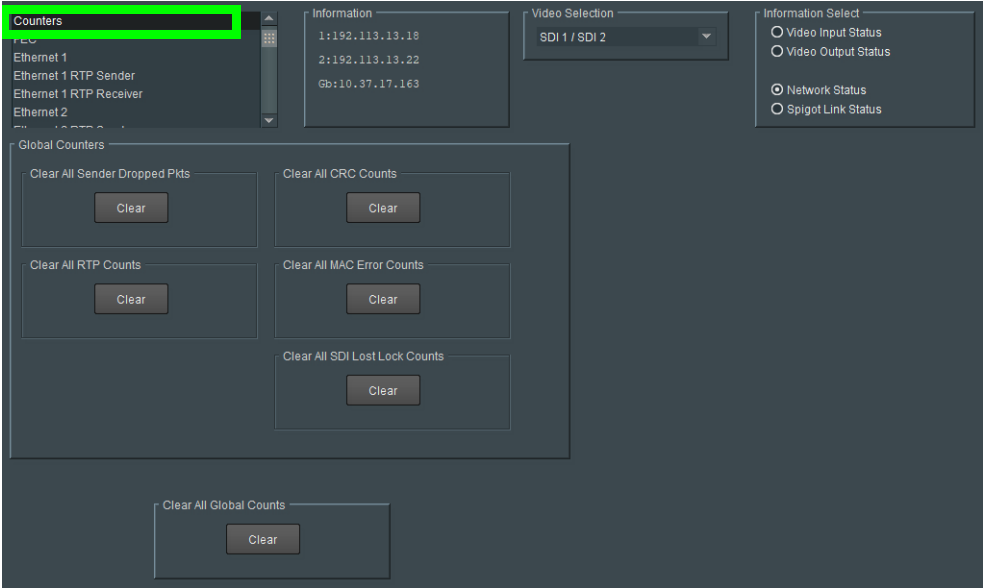 Counters
FEC
Ethernet 1
Ethernet 1 RTP Sender
Ethernet 1 RTP Receiver
Ethernet 2
Information
1:192.113.13.18
2:192.113.13.22
Gb:10.37.17.163
Video Selection
SDI 1 / SDI 2
Information Select
Video Input Status
Video Output Status
Network Status
Spigot Link Status
Global Counters
Clear All Sender Dropped Pkts
Clear
Clear All CRC Counts
Clear
Clear All RTP Counts
Clear
Clear All MAC Error Counts
Clear
Clear All SDI Lost Lock Counts
Clear
Clear All Global Counts
Clear